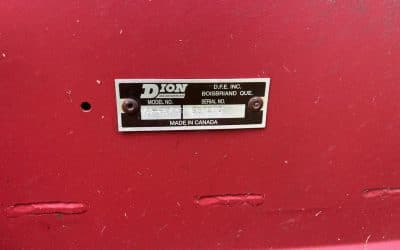 DION
D.F.E. INC.
BOISBRIAND QUE.
MODEL NO.
SERIAL NO.
MADE IN CANADA